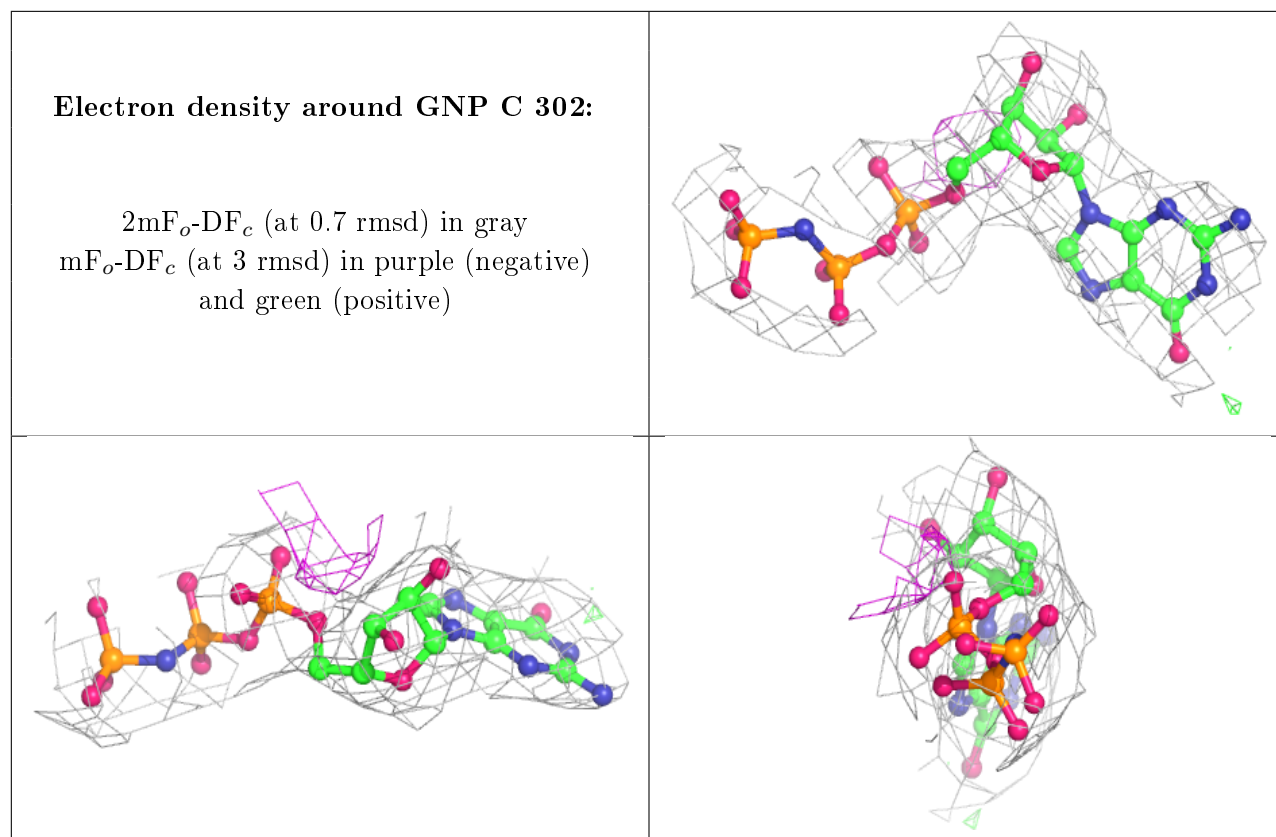 Electron density around GNP C 302:
2mFₒ-DF𝒸 (at 0.7 rmsd) in gray
mFₒ-DF𝒸 (at 3 rmsd) in purple (negative)
and green (positive)